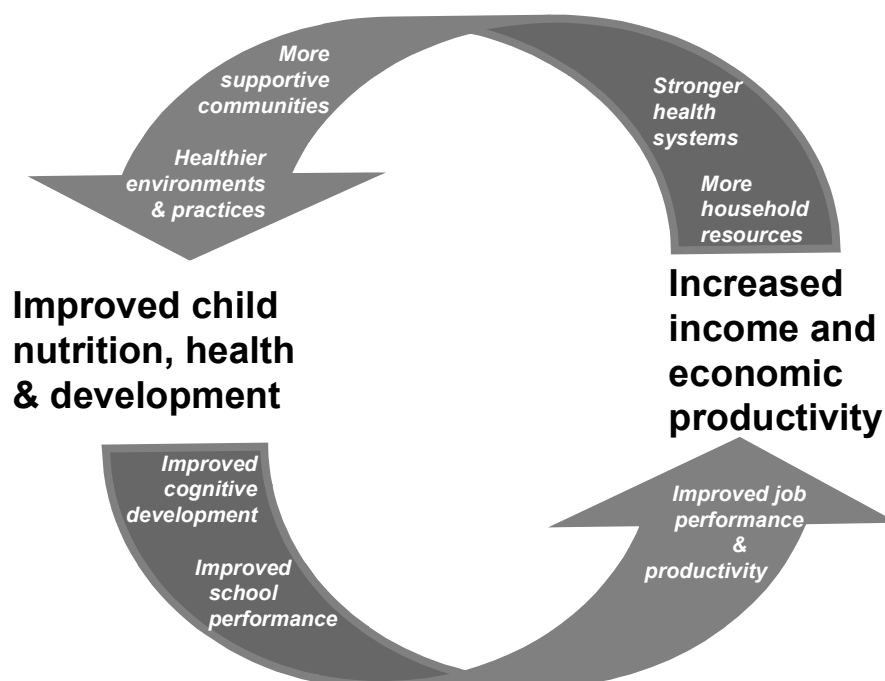 More
supportive
communities
Healthier
environments
& practices
Stronger
health
systems
More
household
resources
Improved child
nutrition, health
& development
Increased
income and
economic
productivity
Improved
cognitive
development
Improved
school
performance
Improved job
performance
&
productivity